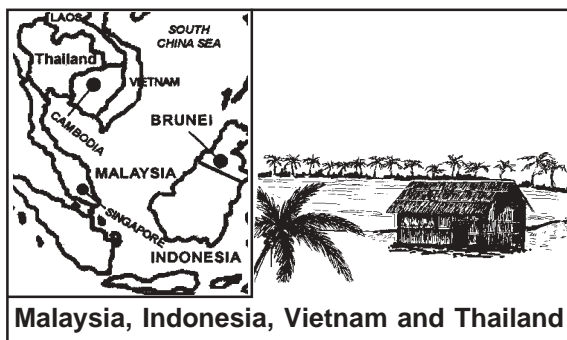 LAOS
SOUTH
CHINA SEA
Thailand
VIETNAM
CAMBODIA
BRUNEI
MALAYSIA
SINGAPORE
INDONESIA
Malaysia, Indonesia, Vietnam and Thailand